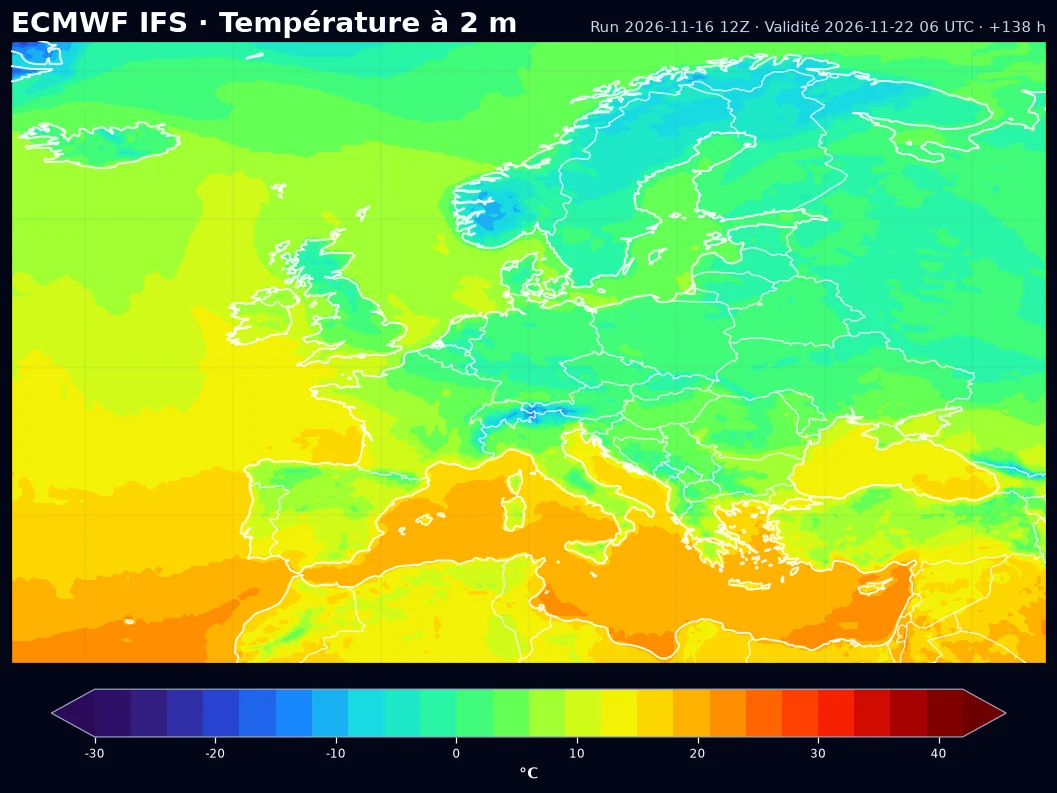 ECMWF IFS · Température à 2 m
Run 2026-11-16 12Z · Validité 2026-11-22 06 UTC · +138 h
-30 -20 -10 0 10 20 30 40
°C